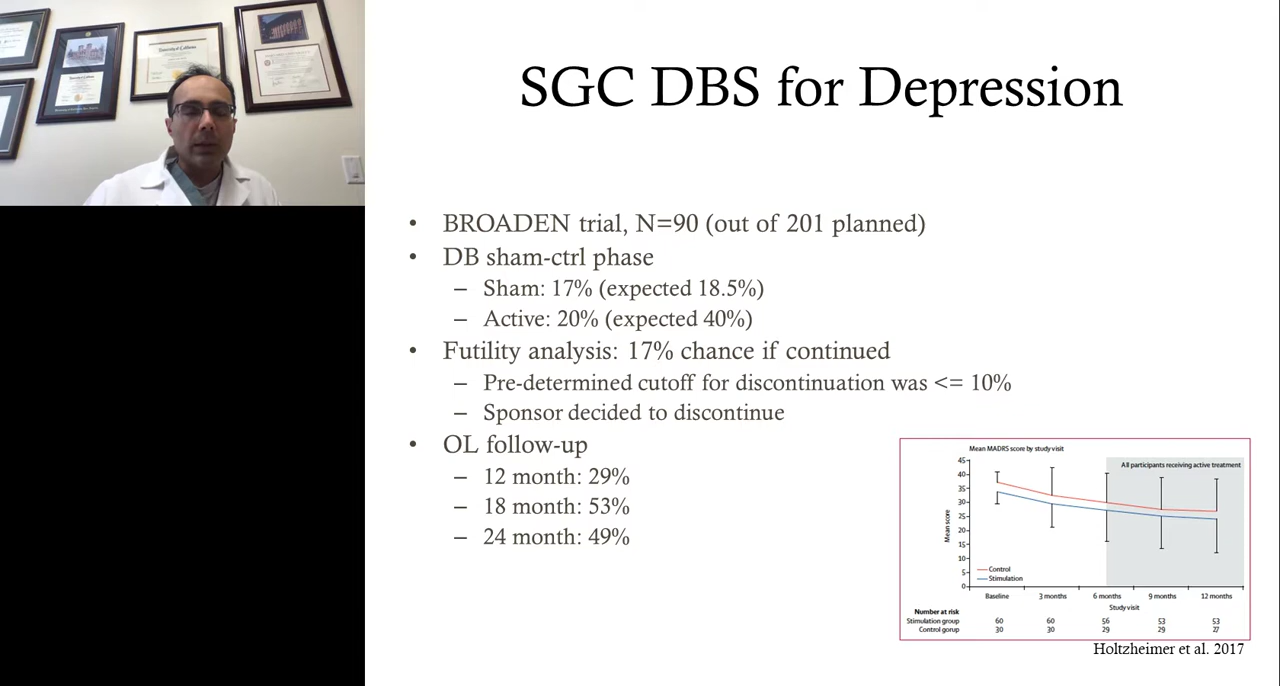 SGC DBS for Depression
• BROADEN trial, N=90 (out of 201 planned)
• DB sham-ctrl phase
– Sham: 17% (expected 18.5%)
– Active: 20% (expected 40%)
• Futility analysis: 17% chance if continued
– Pre-determined cutoff for discontinuation was <= 10%
– Sponsor decided to discontinue
• OL follow-up
– 12 month: 29%
– 18 month: 53%
– 24 month: 49%
Mean MADRS score by study visit
All participants receiving active treatment
45
40
35
30
25
20
15
10
5
0
Mean score
Control
Stimulation
Baseline 3 months 6 months 9 months 12 months
Study visit
Number at risk
Stimulation group 60 60 56 53 53
Control gorup 30 30 29 29 27
Holtzheimer et al. 2017